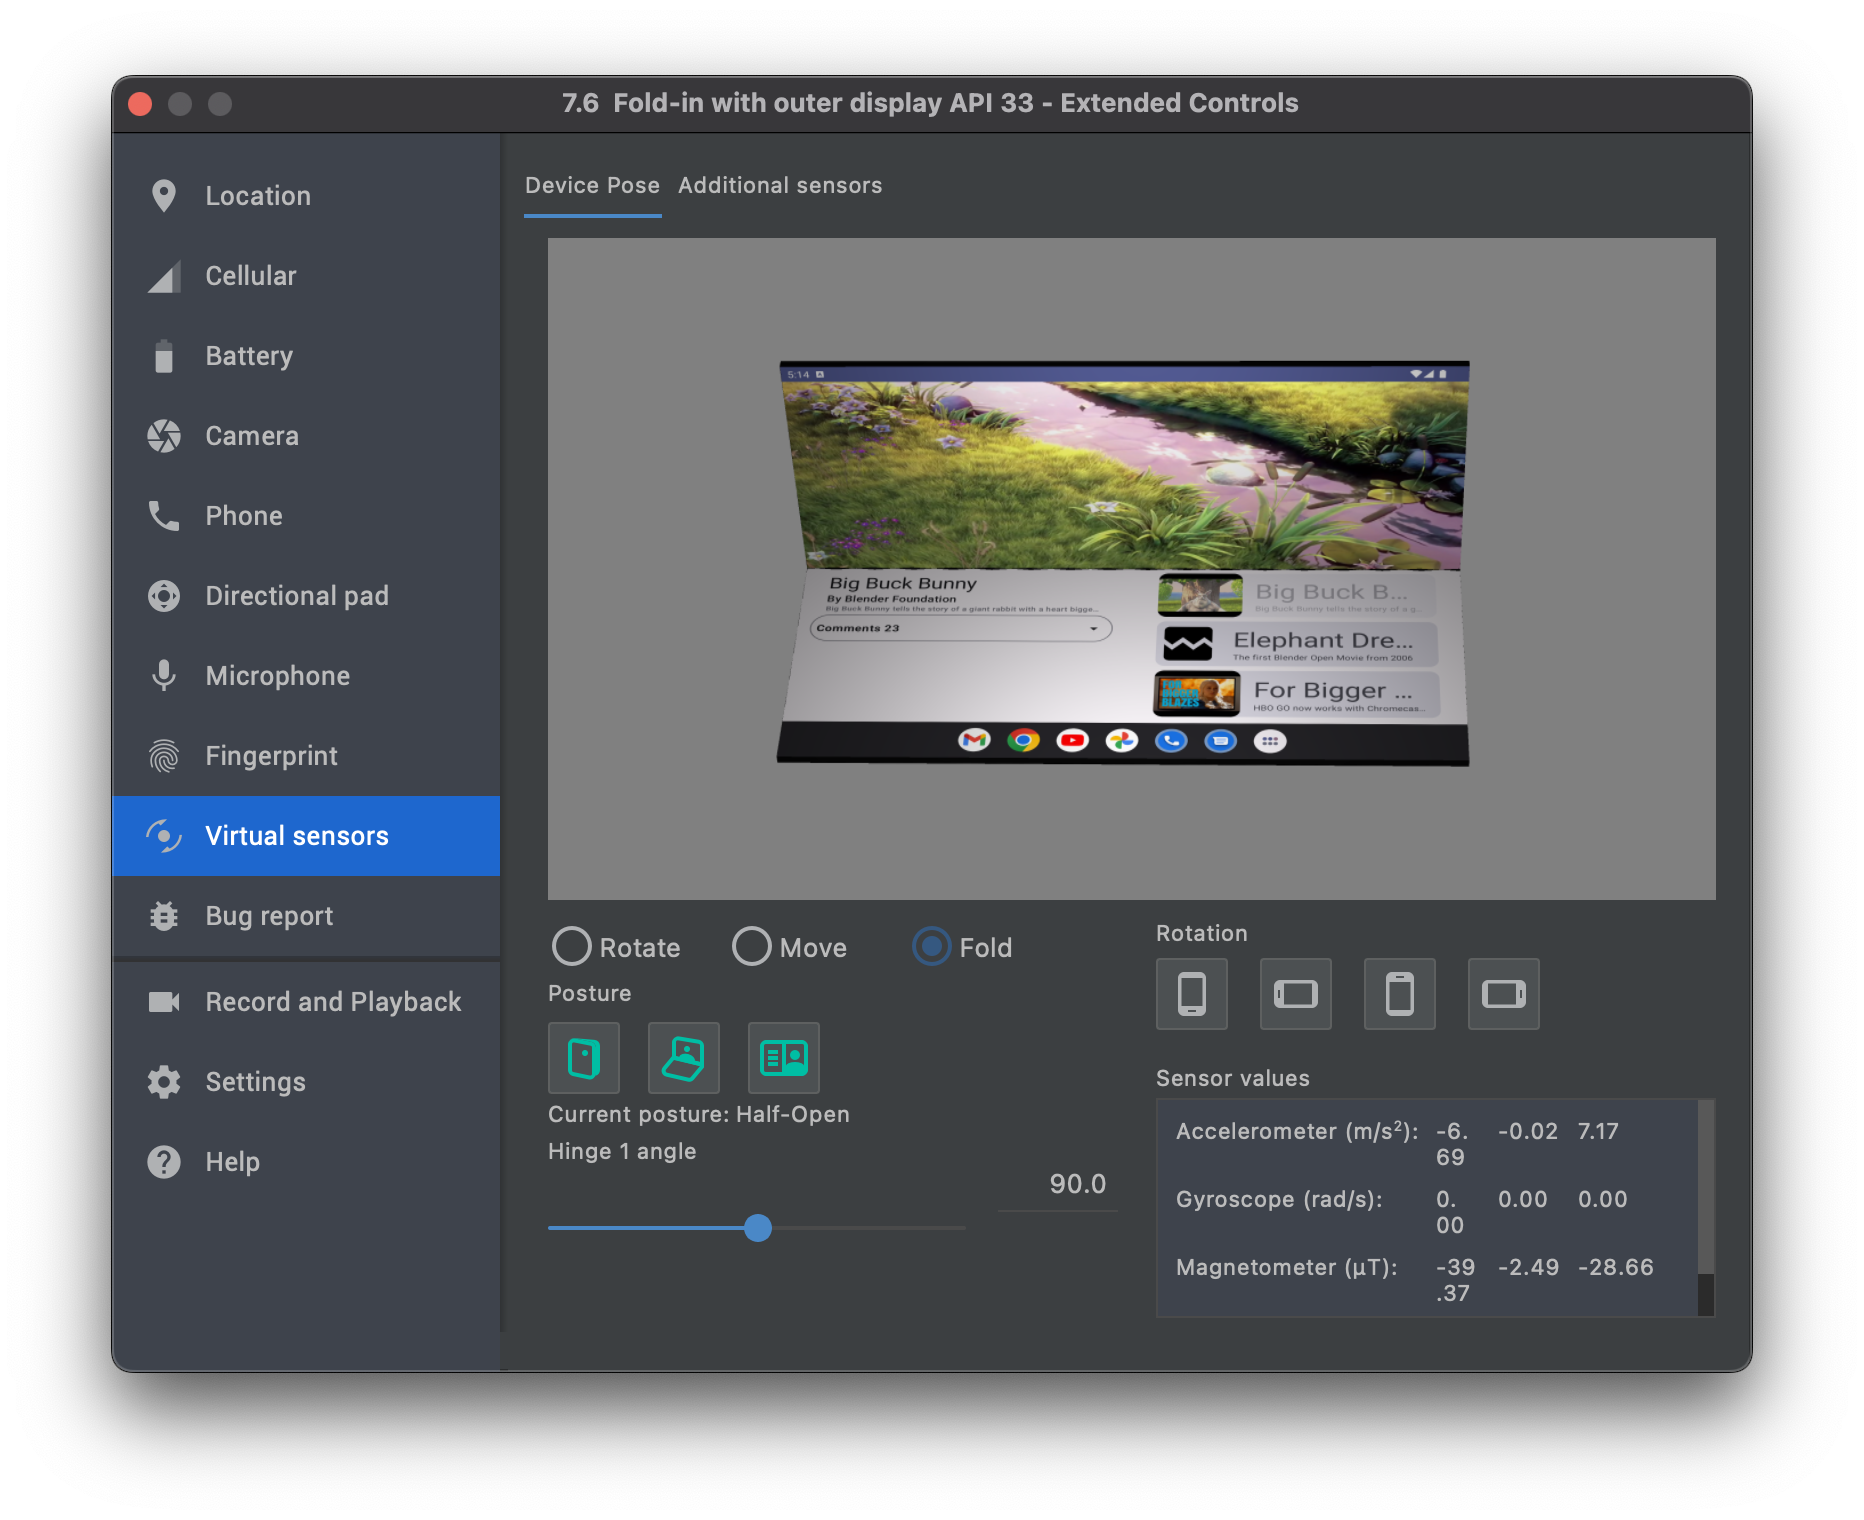 7.6 Fold-in with outer display API 33 - Extended Controls
Location
Cellular
Battery
Camera
Phone
Directional pad
Microphone
Fingerprint
Virtual sensors
Bug report
Record and Playback
Settings
Help
Device Pose
Additional sensors
5:14
Big Buck Bunny
By Blender Foundation
Big Buck Bunny tells the story of a giant rabbit with a heart bigge...
Comments 23
Big Buck B...
Big Buck Bunny tells the story of a g...
Elephant Dre...
The first Blender Open Movie from 2006
FOR
BIGGER
BLAZES
For Bigger ...
HBO GO now works with Chromecas...
Rotate
Move
Fold
Posture
Current posture: Half-Open
Hinge 1 angle
90.0
Rotation
Sensor values
Accelerometer (m/s²): -6.69 -0.02 7.17
Gyroscope (rad/s): 0.00 0.00 0.00
Magnetometer (μT): -39.37 -2.49 -28.66